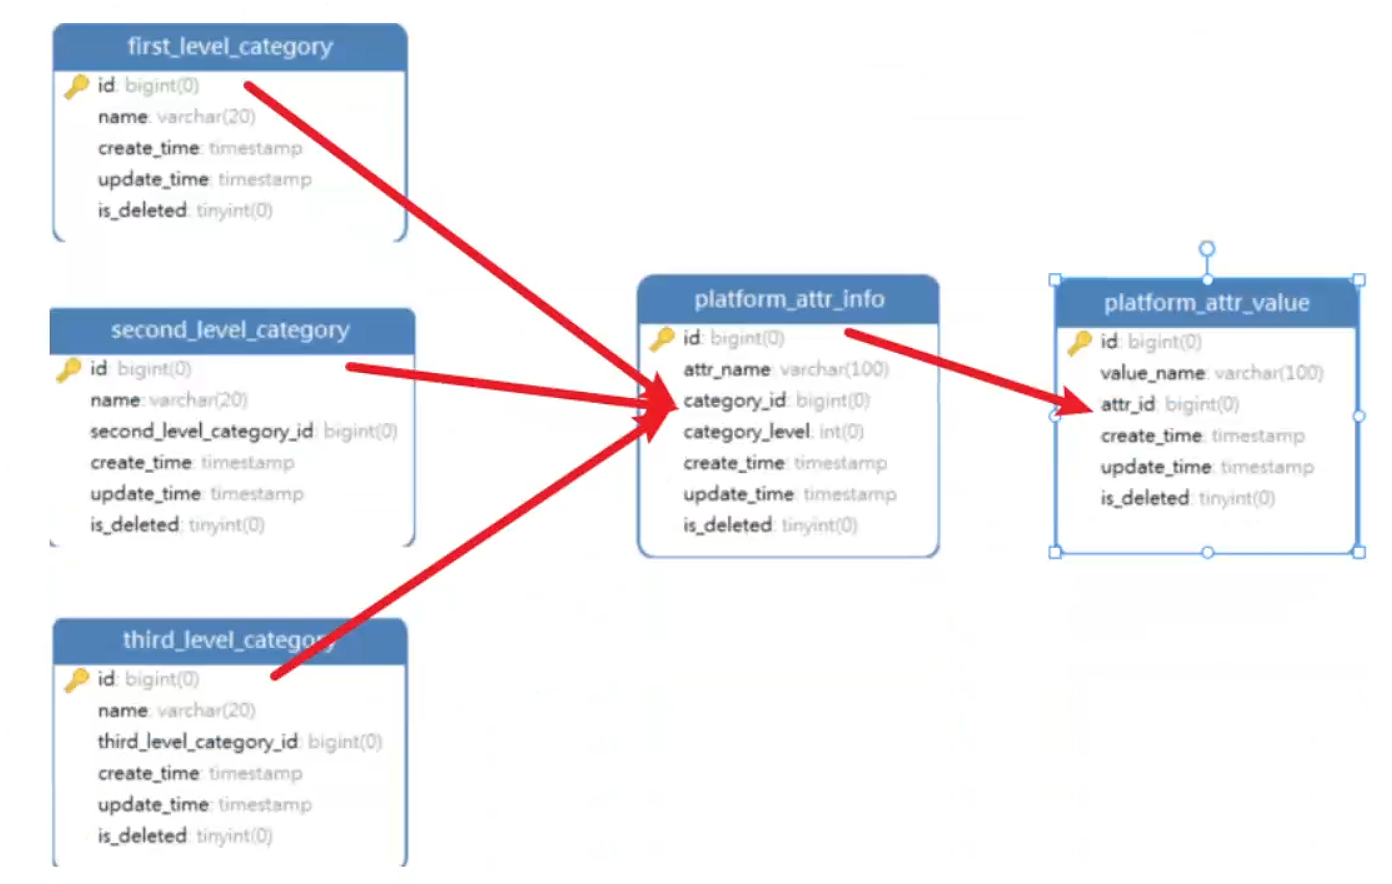 first_level_category
id: bigint(0)
name: varchar(20)
create_time: timestamp
update_time: timestamp
is_deleted: tinyint(0)
second_level_category
id: bigint(0)
name: varchar(20)
second_level_category_id: bigint(0)
create_time: timestamp
update_time: timestamp
is_deleted: tinyint(0)
third_level_category
id: bigint(0)
name: varchar(20)
third_level_category_id: bigint(0)
create_time: timestamp
update_time: timestamp
is_deleted: tinyint(0)
platform_attr_info
id: bigint(0)
attr_name: varchar(100)
category_id: bigint(0)
category_level: int(0)
create_time: timestamp
update_time: timestamp
is_deleted: tinyint(0)
platform_attr_value
id: bigint(0)
value_name: varchar(100)
attr_id: bigint(0)
create_time: timestamp
update_time: timestamp
is_deleted: tinyint(0)